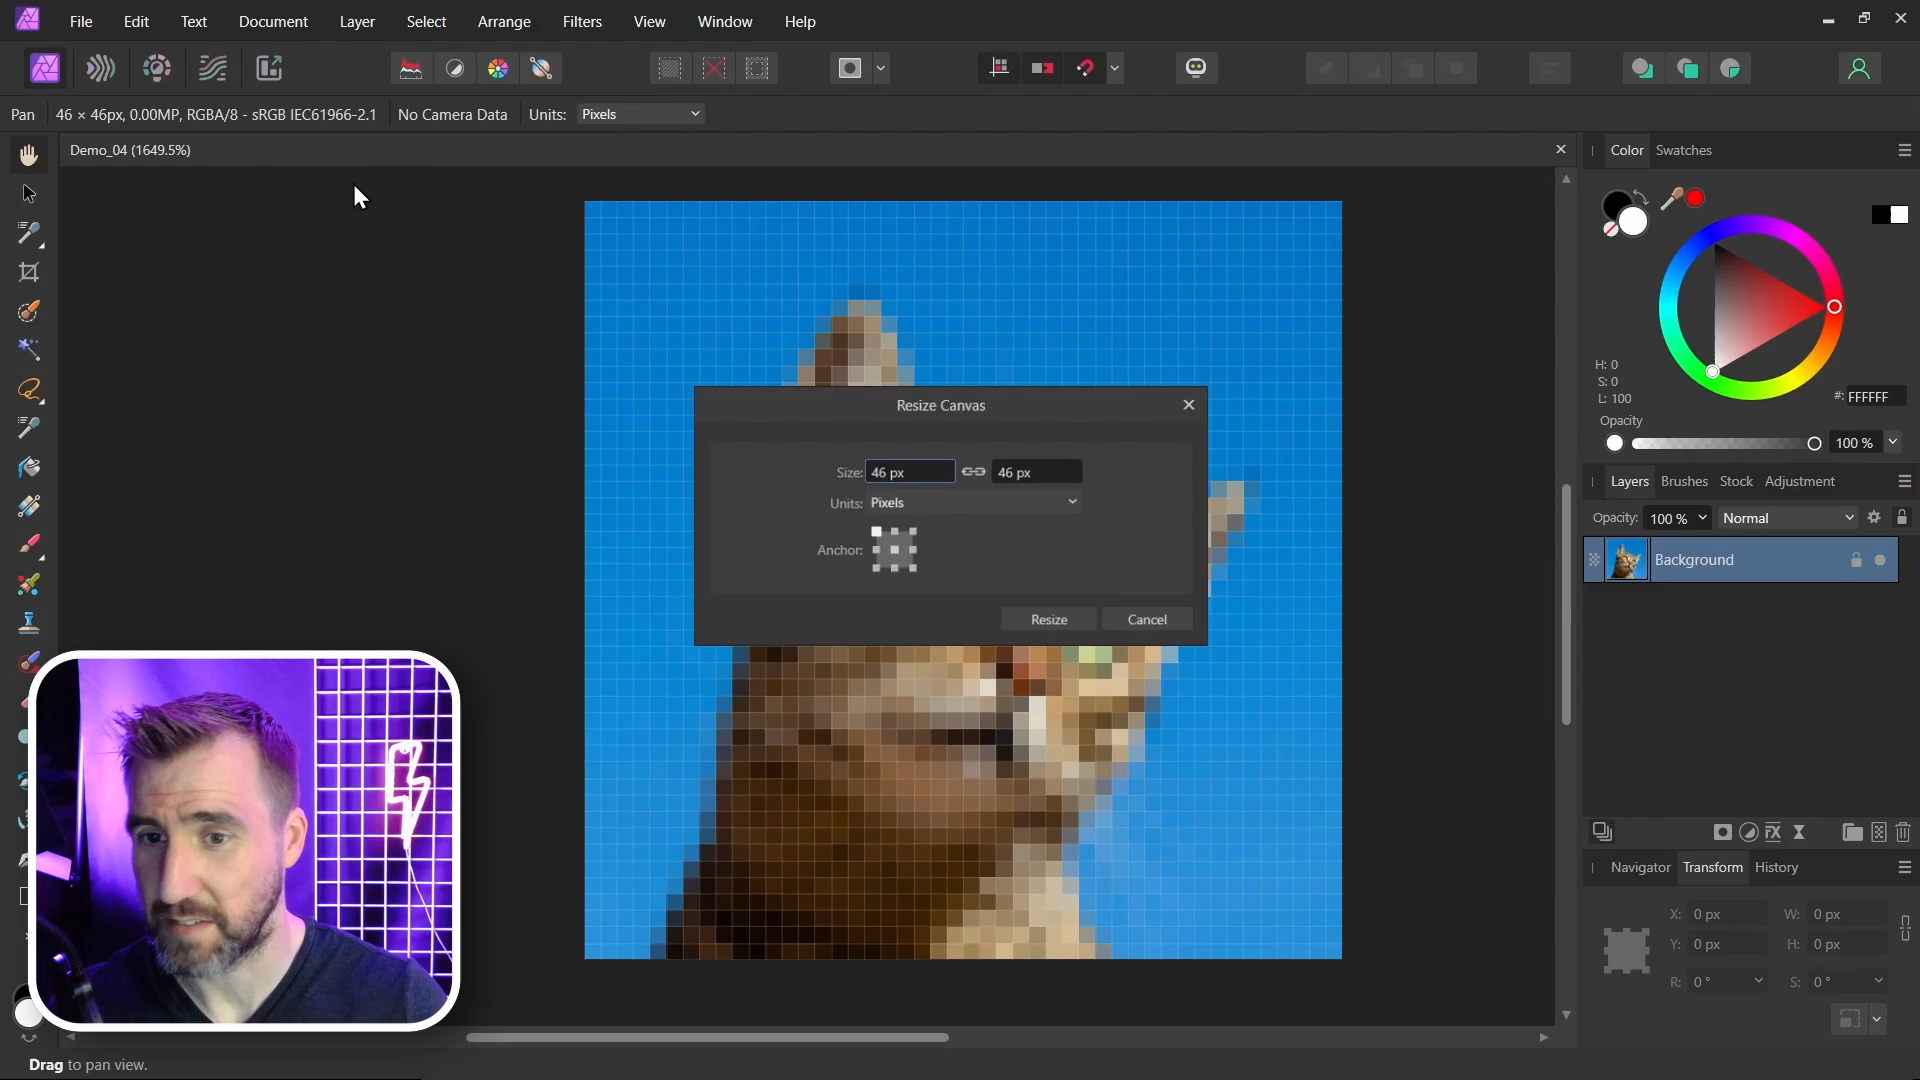 File Edit Text Document Layer Select Arrange Filters View Window Help
Pan 46 × 46px, 0.00MP, RGBA/8 - sRGB IEC61966-2.1 No Camera Data Units: Pixels
Demo_04 (1649.5%)
Color Swatches
H: 0
S: 0
L: 100
#: FFFFFF
Opacity
100 %
Resize Canvas
Size: 46 px 46 px
Units: Pixels
Anchor:
Resize Cancel
Layers Brushes Stock Adjustment
Opacity: 100 % Normal
Background
FX
Navigator Transform History
X: 0 px W: 0 px
Y: 0 px H: 0 px
R: 0 ° S: 0 °
Drag to pan view.